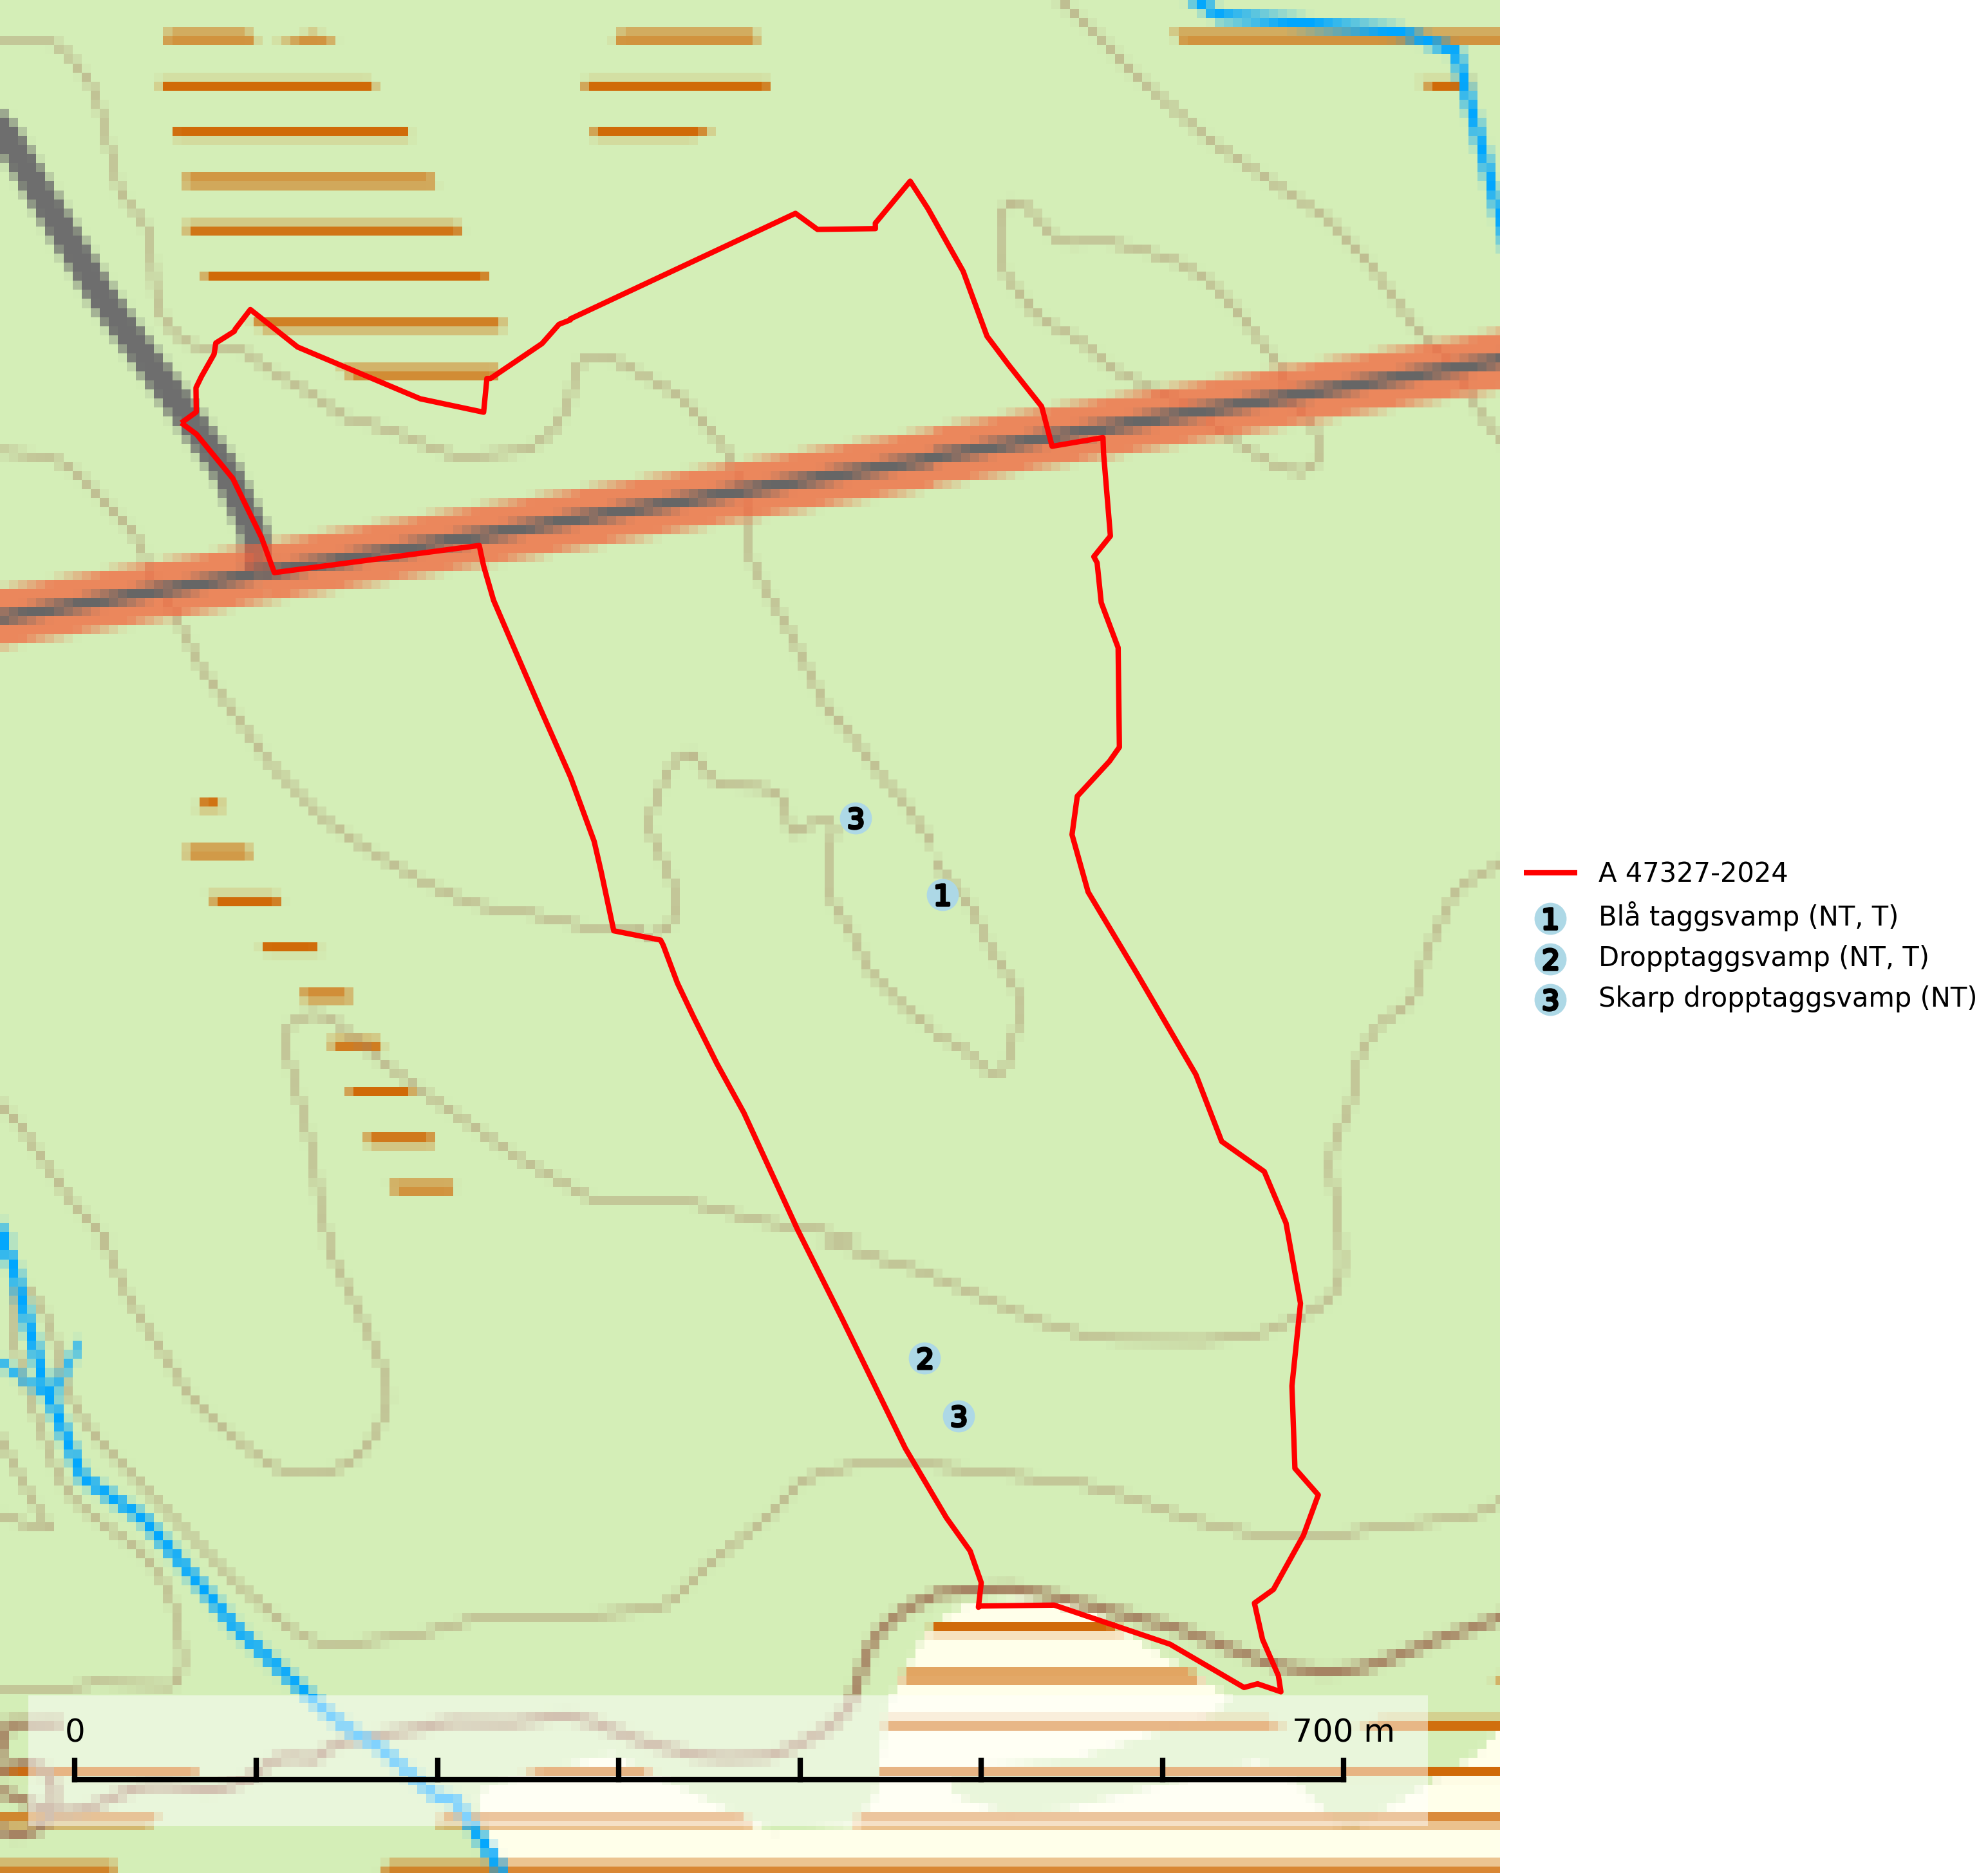 3
1
2
3
0
700 m
A 47327-2024
1 Blå taggsvamp (NT, T)
2 Dropptaggsvamp (NT, T)
3 Skarp dropptaggsvamp (NT)